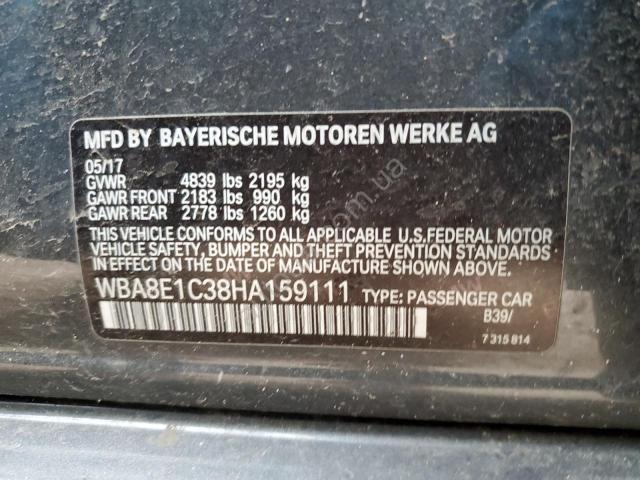 MFD BY BAYERISCHE MOTOREN WERKE AG
05/17
GVWR 4839 lbs 2195 kg
GAWR FRONT 2183 lbs 990 kg
GAWR REAR 2778 lbs 1260 kg
THIS VEHICLE CONFORMS TO ALL APPLICABLE U.S.FEDERAL MOTOR
VEHICLE SAFETY, BUMPER AND THEFT PREVENTION STANDARDS
IN EFFECT ON THE DATE OF MANUFACTURE SHOWN ABOVE.
WBA8E1C38HA159111 TYPE: PASSENGER CAR
B39/
7 315 814